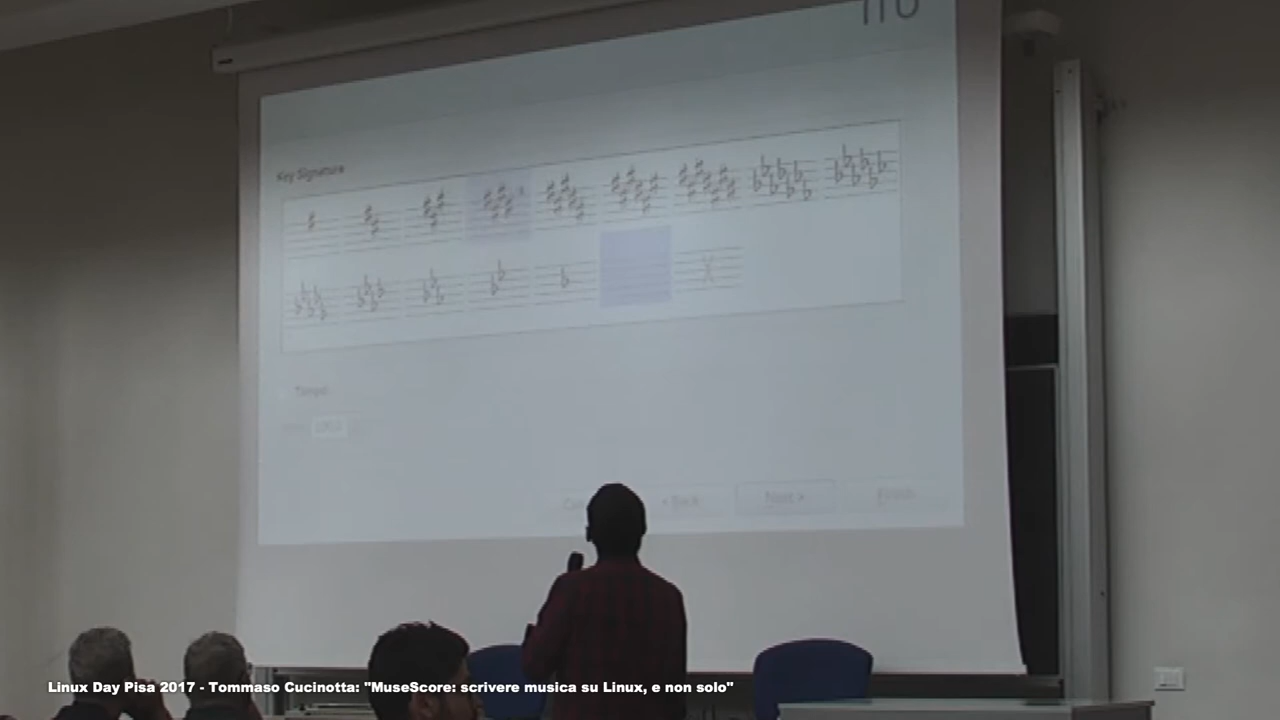 Key Signature
Tempo
< Back
Next >
Finish
Linux Day Pisa 2017 - Tommaso Cucinotta: "MuseScore: scrivere musica su Linux, e non solo"